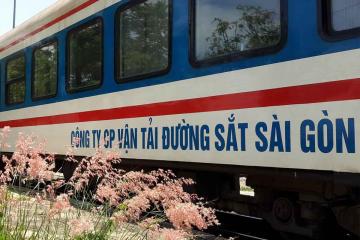 CÔNG TY CP VẬN TẢI ĐƯỜNG SẮT SÀI GÒN